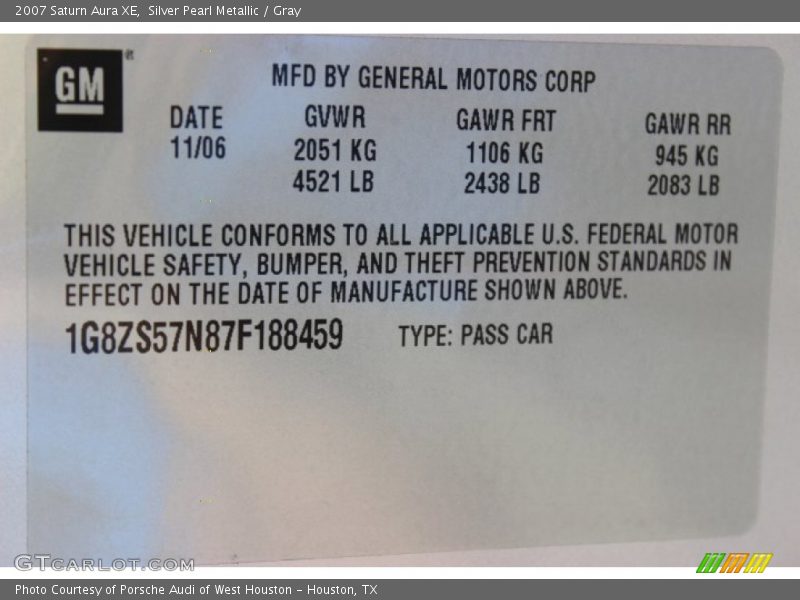 2007 Saturn Aura XE, Silver Pearl Metallic / Gray
GM
MFD BY GENERAL MOTORS CORP
DATE GVWR GAWR FRT GAWR RR
11/06 2051 KG 1106 KG 945 KG
4521 LB 2438 LB 2083 LB
THIS VEHICLE CONFORMS TO ALL APPLICABLE U.S. FEDERAL MOTOR
VEHICLE SAFETY, BUMPER, AND THEFT PREVENTION STANDARDS IN
EFFECT ON THE DATE OF MANUFACTURE SHOWN ABOVE.
1G8ZS57N87F188459 TYPE: PASS CAR
GTCARLOT.COM
Photo Courtesy of Porsche Audi of West Houston - Houston, TX